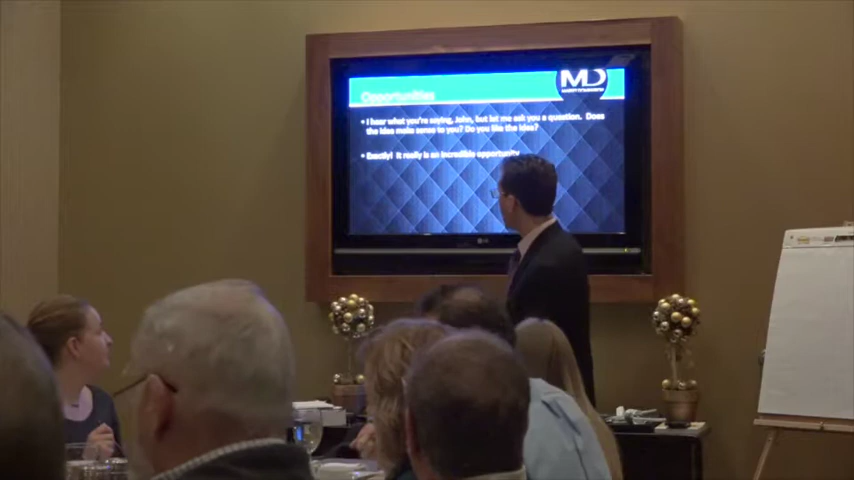 MD
Opportunities
• I hear what you're saying, John, but let me ask you a question. Does
the idea make sense to you? Do you like the idea?
• Exactly! It really is an incredible opportunity
LG